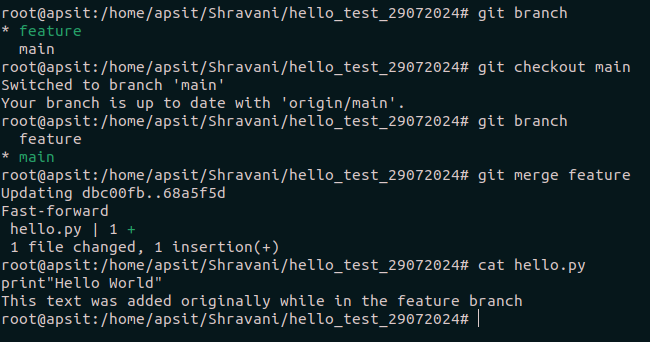 root@apsit:/home/apsit/Shravani/hello_test_29072024# git branch
* feature
  main
root@apsit:/home/apsit/Shravani/hello_test_29072024# git checkout main
Switched to branch 'main'
Your branch is up to date with 'origin/main'.
root@apsit:/home/apsit/Shravani/hello_test_29072024# git branch
  feature
* main
root@apsit:/home/apsit/Shravani/hello_test_29072024# git merge feature
Updating dbc00fb..68a5f5d
Fast-forward
 hello.py | 1 +
 1 file changed, 1 insertion(+)
root@apsit:/home/apsit/Shravani/hello_test_29072024# cat hello.py
print"Hello World"
This text was added originally while in the feature branch
root@apsit:/home/apsit/Shravani/hello_test_29072024#